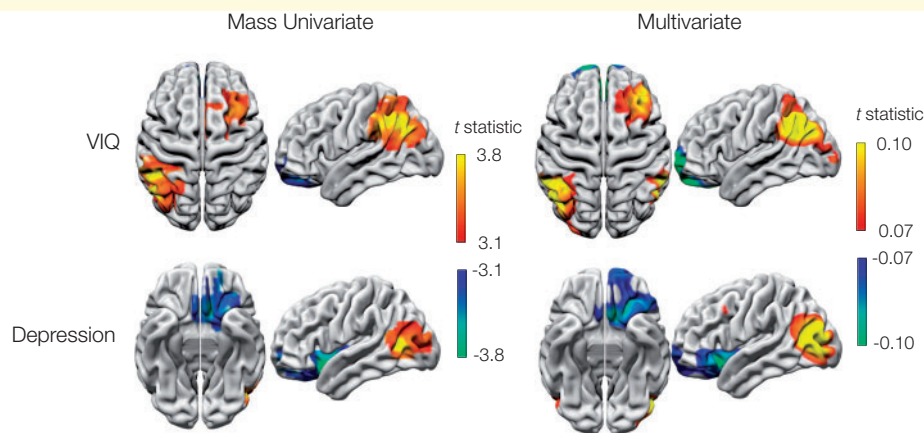 Mass Univariate
Multivariate
VIQ
t statistic
3.8
3.1
-3.1
-3.8
t statistic
0.10
0.07
-0.07
-0.10
Depression